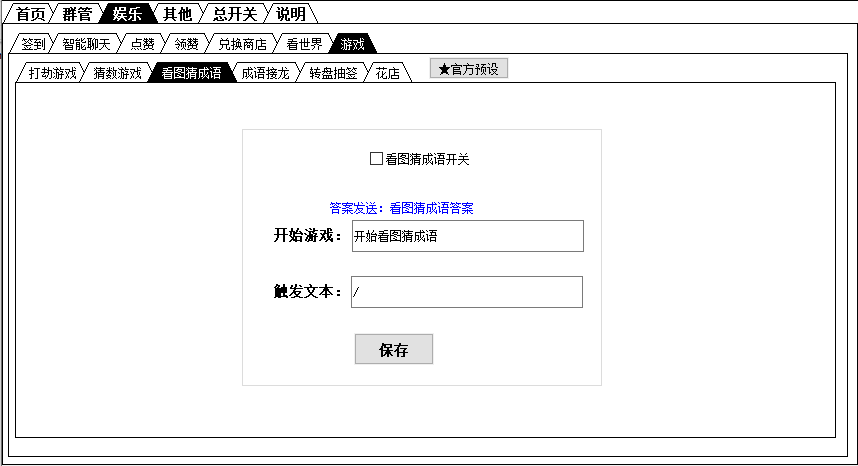 首页 群管 娱乐 其他 总开关 说明
签到 智能聊天 点赞 领赞 兑换商店 看世界 游戏
打劫游戏 猜数游戏 看图猜成语 成语接龙 转盘抽签 花店 ★官方预设
看图猜成语开关
答案发送：看图猜成语答案
开始游戏： 开始看图猜成语
触发文本： /
保存